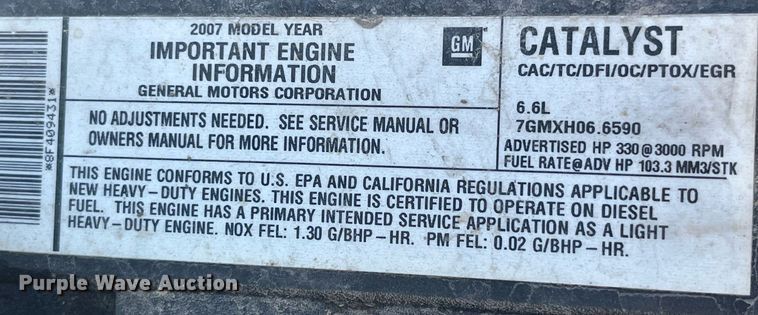 *8F409431*
2007 MODEL YEAR
IMPORTANT ENGINE
INFORMATION
GENERAL MOTORS CORPORATION
GM
NO ADJUSTMENTS NEEDED. SEE SERVICE MANUAL OR
OWNERS MANUAL FOR MORE INFORMATION.
CATALYST
CAC/TC/DFI/OC/PTOX/EGR
6.6L
7GMXH06.6590
ADVERTISED HP 330@3000 RPM
FUEL RATE@ADV HP 103.3 MM3/STK
THIS ENGINE CONFORMS TO U.S. EPA AND CALIFORNIA REGULATIONS APPLICABLE TO
NEW HEAVY-DUTY ENGINES. THIS ENGINE IS CERTIFIED TO OPERATE ON DIESEL
FUEL. THIS ENGINE HAS A PRIMARY INTENDED SERVICE APPLICATION AS A LIGHT
HEAVY-DUTY ENGINE. NOX FEL: 1.30 G/BHP-HR. PM FEL: 0.02 G/BHP-HR.
Purple Wave Auction